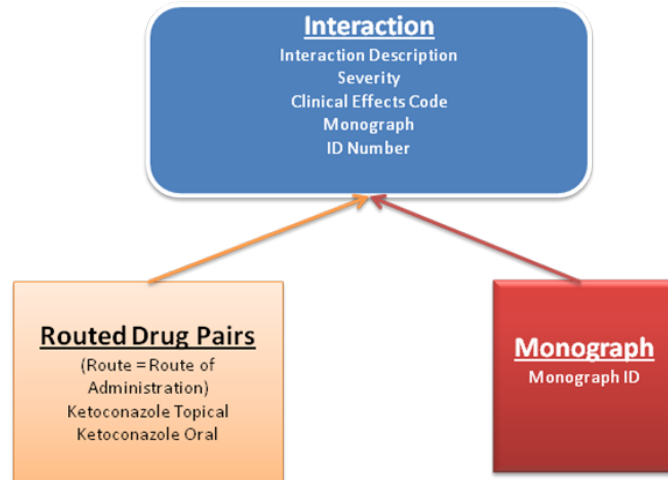 Interaction
Interaction Description
Severity
Clinical Effects Code
Monograph
ID Number
Routed Drug Pairs
(Route = Route of
Administration)
Ketoconazole Topical
Ketoconazole Oral
Monograph
Monograph ID